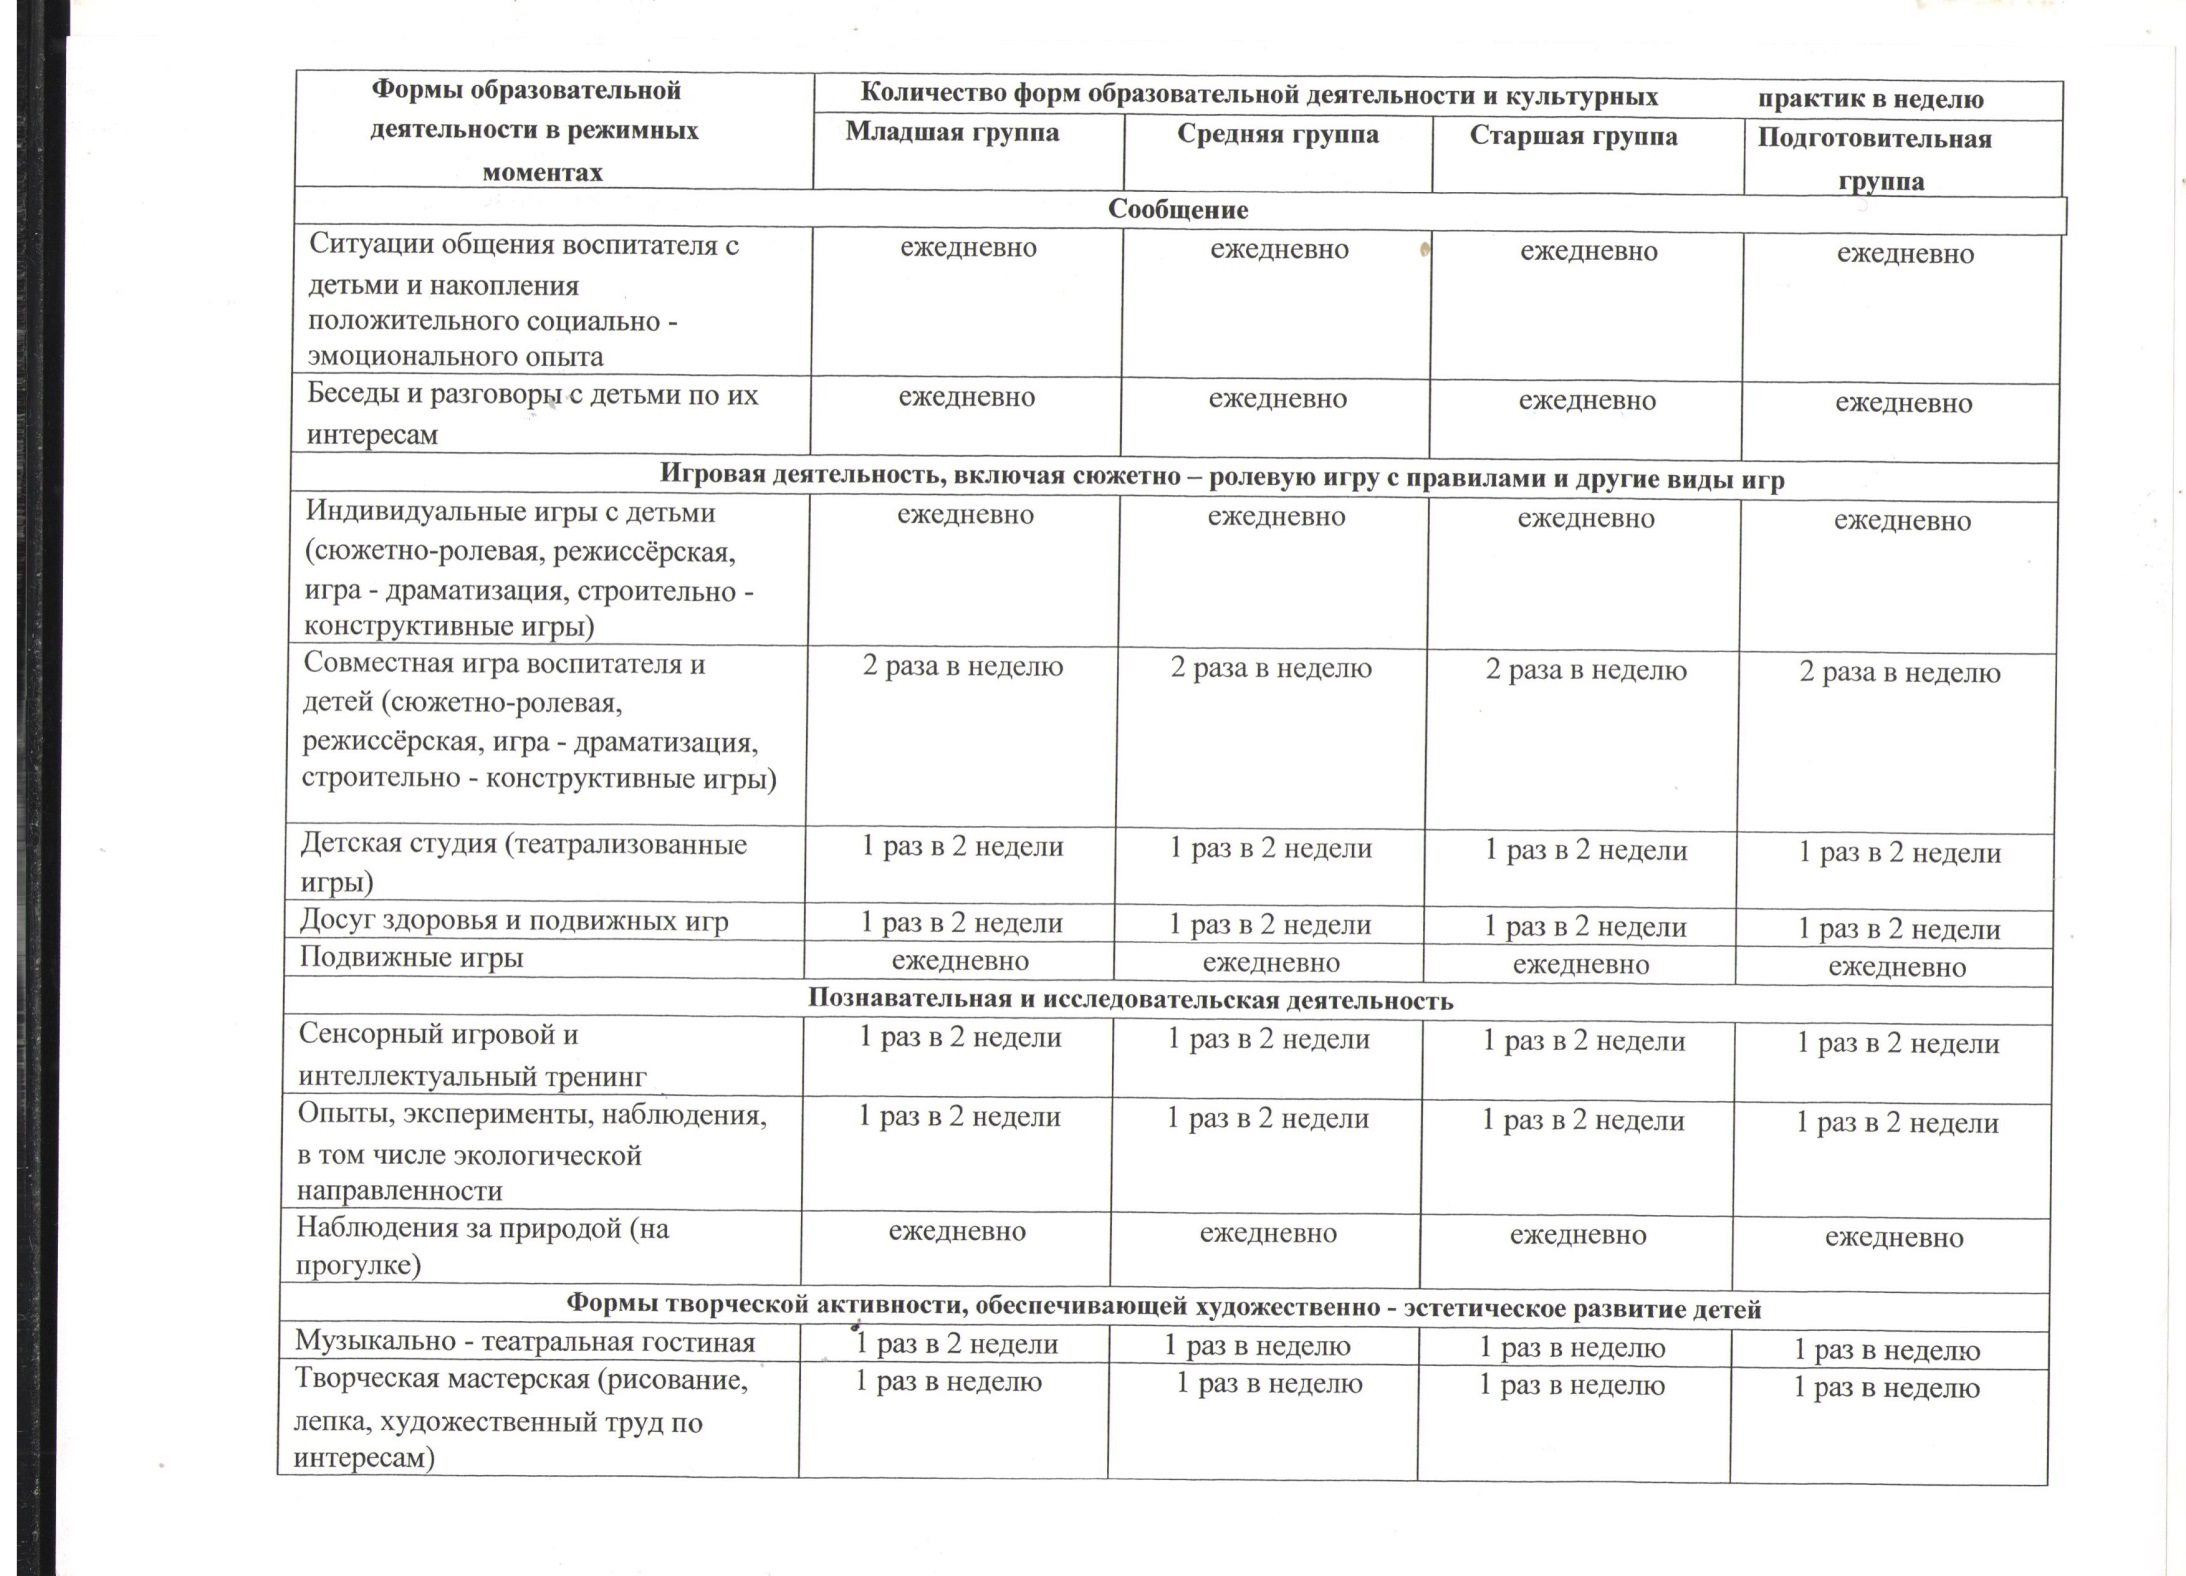 Формы образовательной
деятельности в режимных
моментах
Количество форм образовательной деятельности и культурных практик в неделю
Младшая группа
Средняя группа
Старшая группа
Подготовительная
группа
Сообщение
Ситуации общения воспитателя с
детьми и накопления
положительного социально -
эмоционального опыта
ежедневно
ежедневно
ежедневно
ежедневно
Беседы и разговоры с детьми по их
интересам
ежедневно
ежедневно
ежедневно
ежедневно
Игровая деятельность, включая сюжетно – ролевую игру с правилами и другие виды игр
Индивидуальные игры с детьми
(сюжетно-ролевая, режиссёрская,
игра - драматизация, строительно -
конструктивные игры)
ежедневно
ежедневно
ежедневно
ежедневно
Совместная игра воспитателя и
детей (сюжетно-ролевая,
режиссёрская, игра - драматизация,
строительно - конструктивные игры)
2 раза в неделю
2 раза в неделю
2 раза в неделю
2 раза в неделю
Детская студия (театрализованные
игры)
1 раз в 2 недели
1 раз в 2 недели
1 раз в 2 недели
1 раз в 2 недели
Досуг здоровья и подвижных игр
1 раз в 2 недели
1 раз в 2 недели
1 раз в 2 недели
1 раз в 2 недели
Подвижные игры
ежедневно
ежедневно
ежедневно
ежедневно
Познавательная и исследовательская деятельность
Сенсорный игровой и
интеллектуальный тренинг
1 раз в 2 недели
1 раз в 2 недели
1 раз в 2 недели
1 раз в 2 недели
Опыты, эксперименты, наблюдения,
в том числе экологической
направленности
1 раз в 2 недели
1 раз в 2 недели
1 раз в 2 недели
1 раз в 2 недели
Наблюдения за природой (на
прогулке)
ежедневно
ежедневно
ежедневно
ежедневно
Формы творческой активности, обеспечивающей художественно - эстетическое развитие детей
Музыкально - театральная гостиная
1 раз в 2 недели
1 раз в неделю
1 раз в неделю
1 раз в неделю
Творческая мастерская (рисование,
лепка, художественный труд по
интересам)
1 раз в неделю
1 раз в неделю
1 раз в неделю
1 раз в неделю